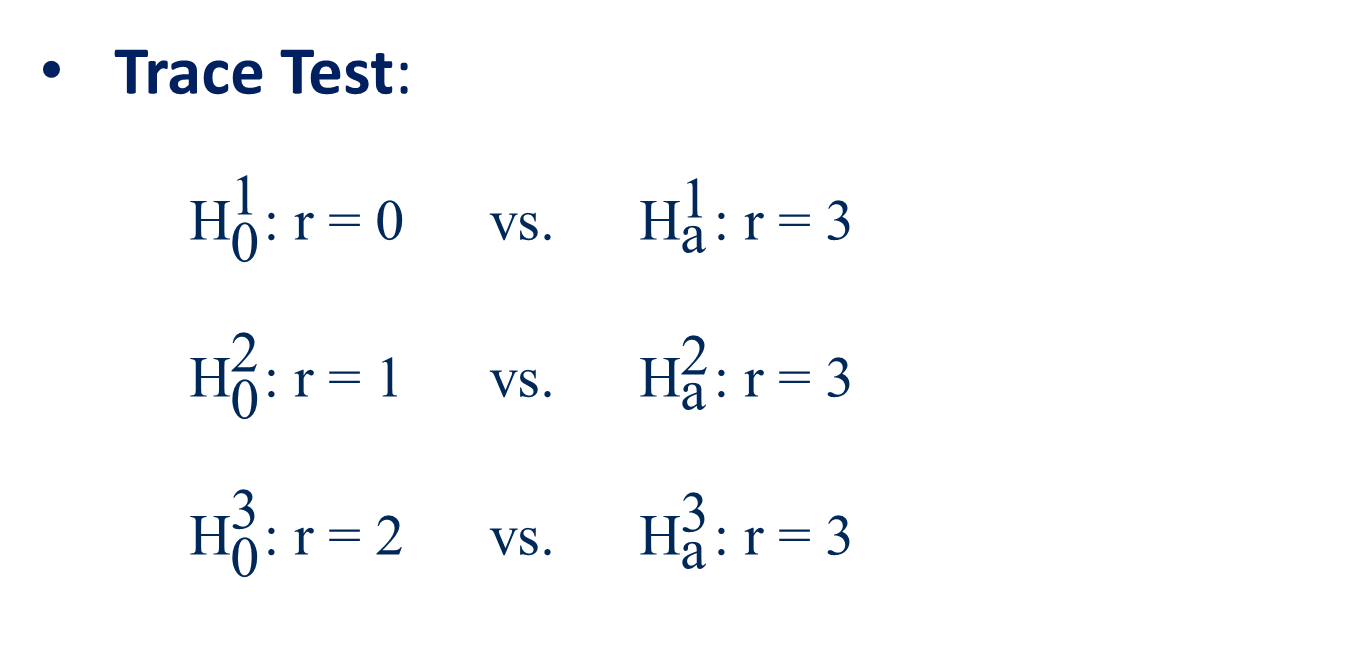 • Trace Test:
H₀¹: r = 0 vs. Hₐ¹: r = 3
H₀²: r = 1 vs. Hₐ²: r = 3
H₀³: r = 2 vs. Hₐ³: r = 3